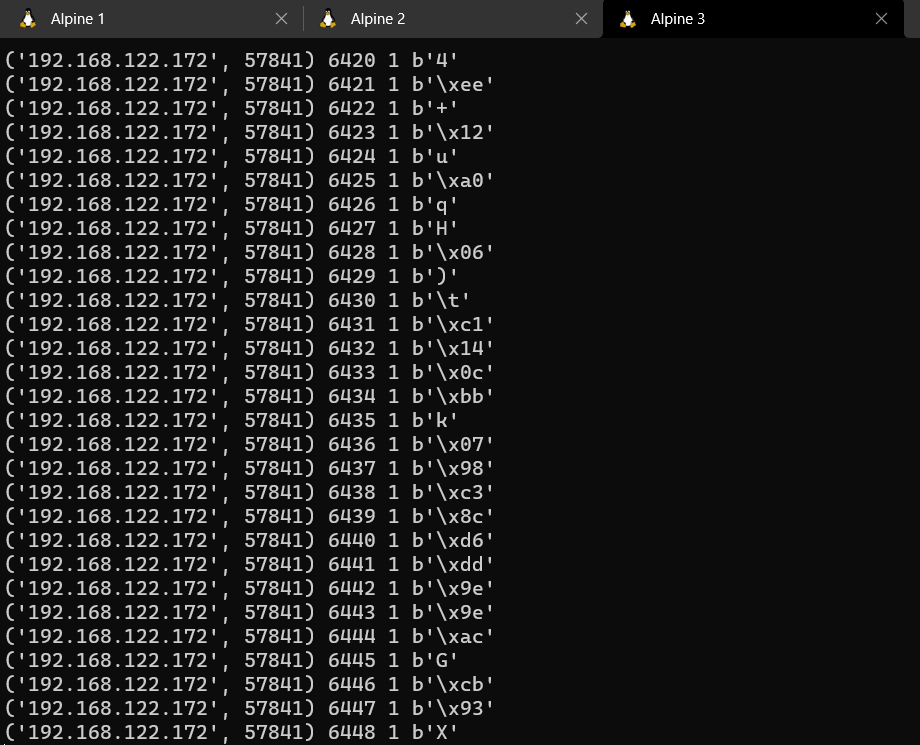 Alpine 1 Alpine 2 Alpine 3
('192.168.122.172', 57841) 6420 1 b'4'
('192.168.122.172', 57841) 6421 1 b'\xee'
('192.168.122.172', 57841) 6422 1 b'+'
('192.168.122.172', 57841) 6423 1 b'\x12'
('192.168.122.172', 57841) 6424 1 b'u'
('192.168.122.172', 57841) 6425 1 b'\xa0'
('192.168.122.172', 57841) 6426 1 b'q'
('192.168.122.172', 57841) 6427 1 b'H'
('192.168.122.172', 57841) 6428 1 b'\x06'
('192.168.122.172', 57841) 6429 1 b')'
('192.168.122.172', 57841) 6430 1 b'\t'
('192.168.122.172', 57841) 6431 1 b'\xc1'
('192.168.122.172', 57841) 6432 1 b'\x14'
('192.168.122.172', 57841) 6433 1 b'\x0c'
('192.168.122.172', 57841) 6434 1 b'\xbb'
('192.168.122.172', 57841) 6435 1 b'k'
('192.168.122.172', 57841) 6436 1 b'\x07'
('192.168.122.172', 57841) 6437 1 b'\x98'
('192.168.122.172', 57841) 6438 1 b'\xc3'
('192.168.122.172', 57841) 6439 1 b'\x8c'
('192.168.122.172', 57841) 6440 1 b'\xd6'
('192.168.122.172', 57841) 6441 1 b'\xdd'
('192.168.122.172', 57841) 6442 1 b'\x9e'
('192.168.122.172', 57841) 6443 1 b'\x9e'
('192.168.122.172', 57841) 6444 1 b'\xac'
('192.168.122.172', 57841) 6445 1 b'G'
('192.168.122.172', 57841) 6446 1 b'\xcb'
('192.168.122.172', 57841) 6447 1 b'\x93'
('192.168.122.172', 57841) 6448 1 b'X'